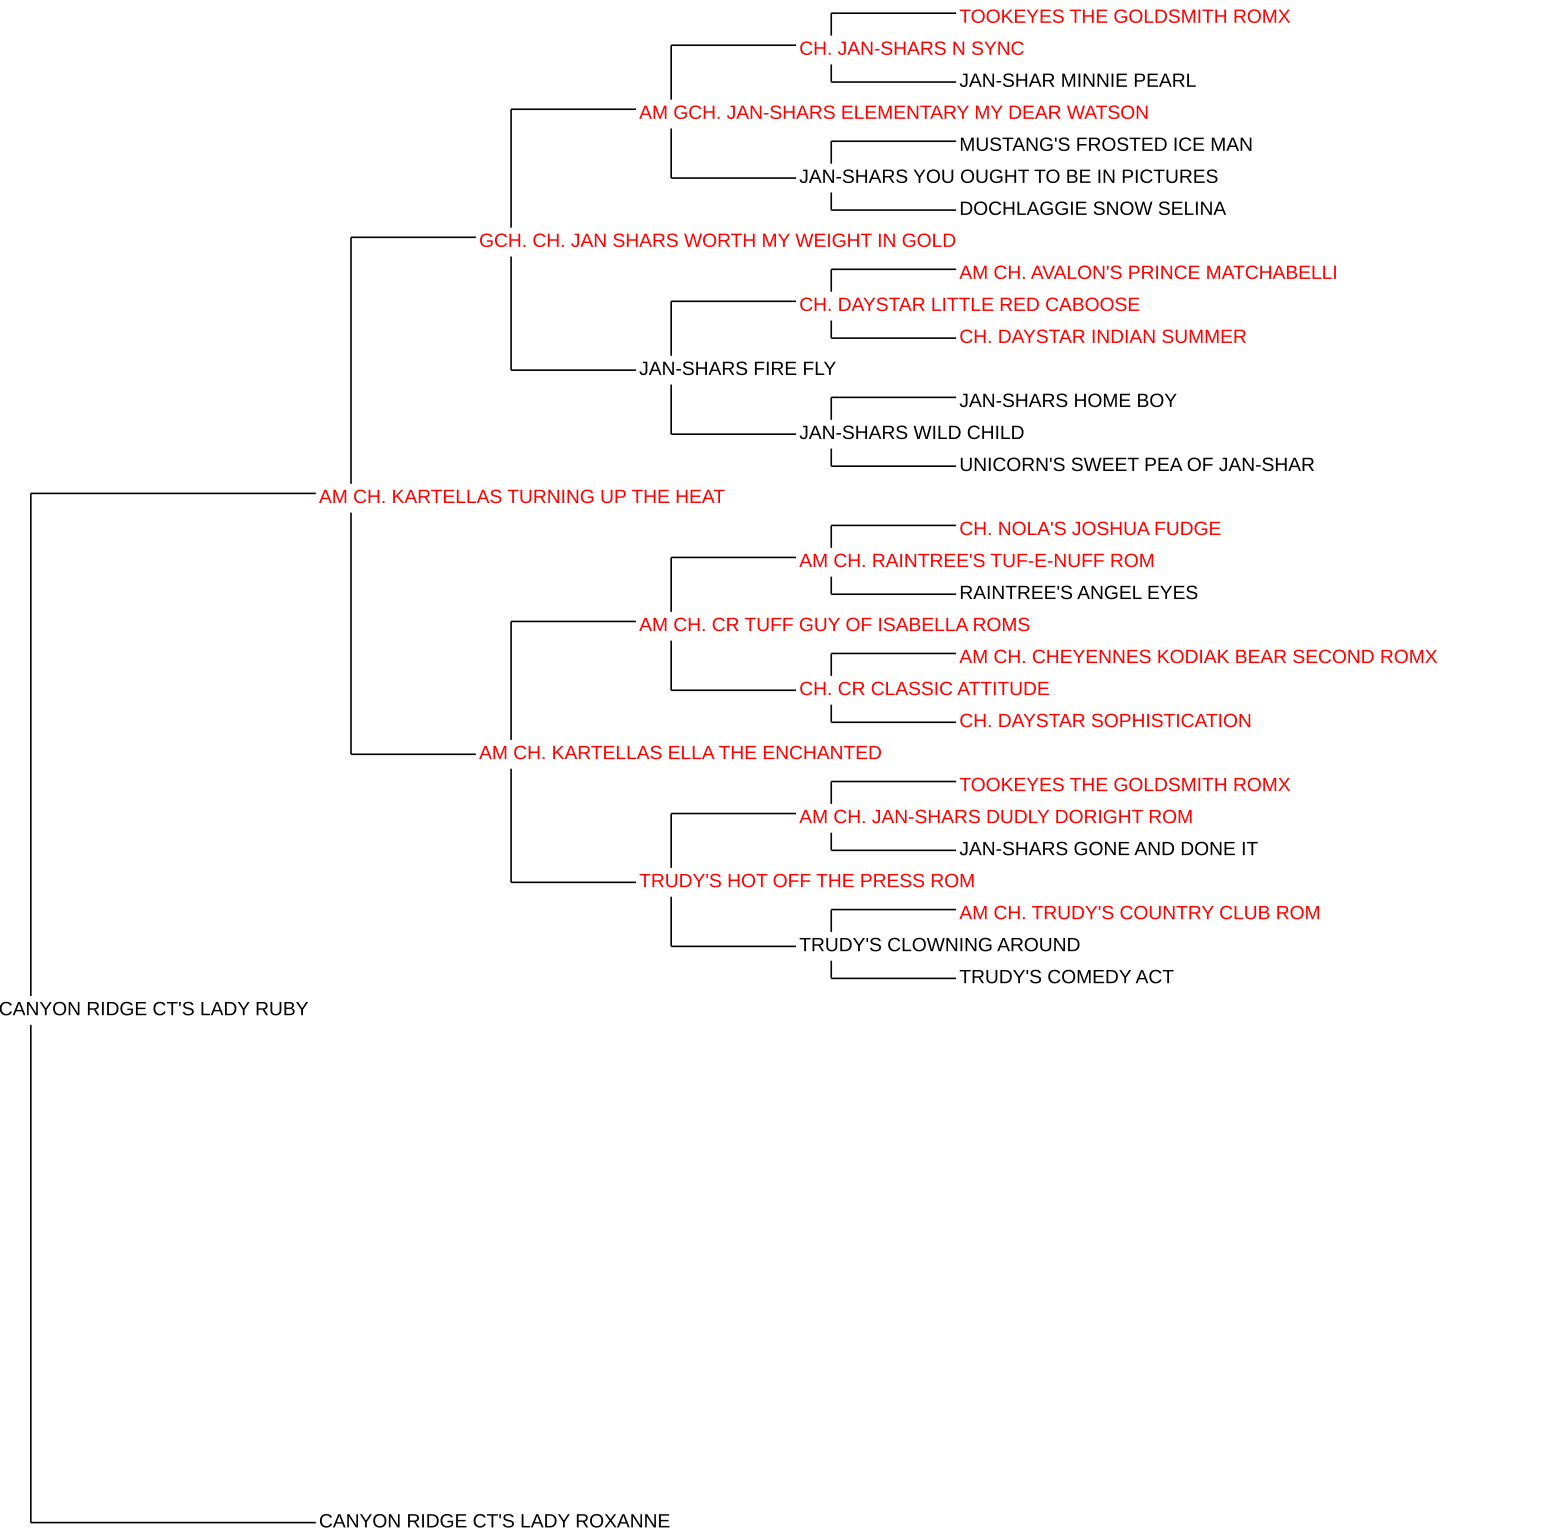 TOOKEYES THE GOLDSMITH ROMX
CH. JAN-SHARS N SYNC
JAN-SHAR MINNIE PEARL
AM GCH. JAN-SHARS ELEMENTARY MY DEAR WATSON
MUSTANG'S FROSTED ICE MAN
JAN-SHARS YOU OUGHT TO BE IN PICTURES
DOCHLAGGIE SNOW SELINA
GCH. CH. JAN SHARS WORTH MY WEIGHT IN GOLD
AM CH. AVALON'S PRINCE MATCHABELLI
CH. DAYSTAR LITTLE RED CABOOSE
CH. DAYSTAR INDIAN SUMMER
JAN-SHARS FIRE FLY
JAN-SHARS HOME BOY
JAN-SHARS WILD CHILD
UNICORN'S SWEET PEA OF JAN-SHAR
AM CH. KARTELLAS TURNING UP THE HEAT
CH. NOLA'S JOSHUA FUDGE
AM CH. RAINTREE'S TUF-E-NUFF ROM
RAINTREE'S ANGEL EYES
AM CH. CR TUFF GUY OF ISABELLA ROMS
AM CH. CHEYENNES KODIAK BEAR SECOND ROMX
CH. CR CLASSIC ATTITUDE
CH. DAYSTAR SOPHISTICATION
AM CH. KARTELLAS ELLA THE ENCHANTED
TOOKEYES THE GOLDSMITH ROMX
AM CH. JAN-SHARS DUDLY DORIGHT ROM
JAN-SHARS GONE AND DONE IT
TRUDY'S HOT OFF THE PRESS ROM
AM CH. TRUDY'S COUNTRY CLUB ROM
TRUDY'S CLOWNING AROUND
TRUDY'S COMEDY ACT
CANYON RIDGE CT'S LADY RUBY
CANYON RIDGE CT'S LADY ROXANNE